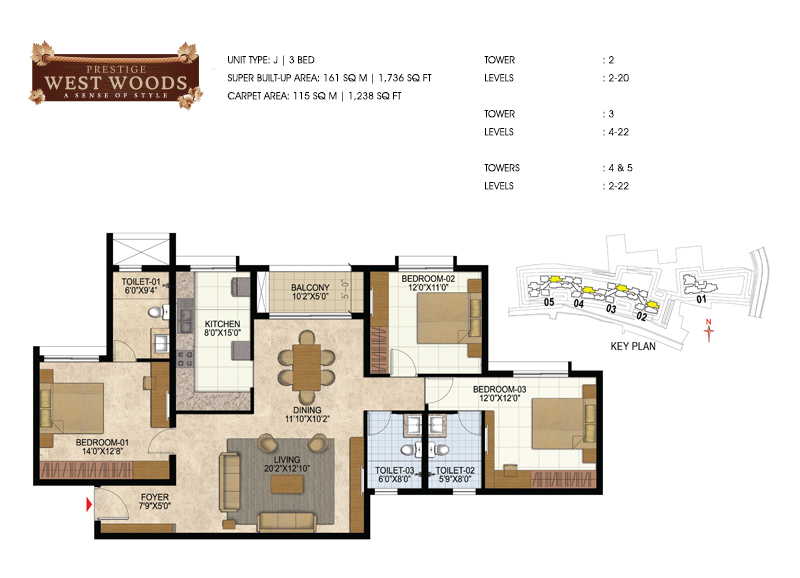 PRESTIGE
WEST WOODS
A SENSE OF STYLE
UNIT TYPE: J | 3 BED
SUPER BUILT-UP AREA: 161 SQ M | 1,736 SQ FT
CARPET AREA: 115 SQ M | 1,238 SQ FT
TOWER : 2
LEVELS : 2-20
TOWER : 3
LEVELS : 4-22
TOWERS : 4 & 5
LEVELS : 2-22
TOILET-01
6'0"X9'4"
KITCHEN
8'0"X15'0"
BALCONY
10'2"X5'0"
5'-0"
BEDROOM-02
12'0"X11'0"
DINING
11'10"X10'2"
BEDROOM-03
12'0"X12'0"
BEDROOM-01
14'0"X12'8"
LIVING
20'2"X12'10"
TOILET-03
6'0"X8'0"
TOILET-02
5'9"X8'0"
FOYER
7'9"X5'0"
05
04
03
02
01
KEY PLAN
N